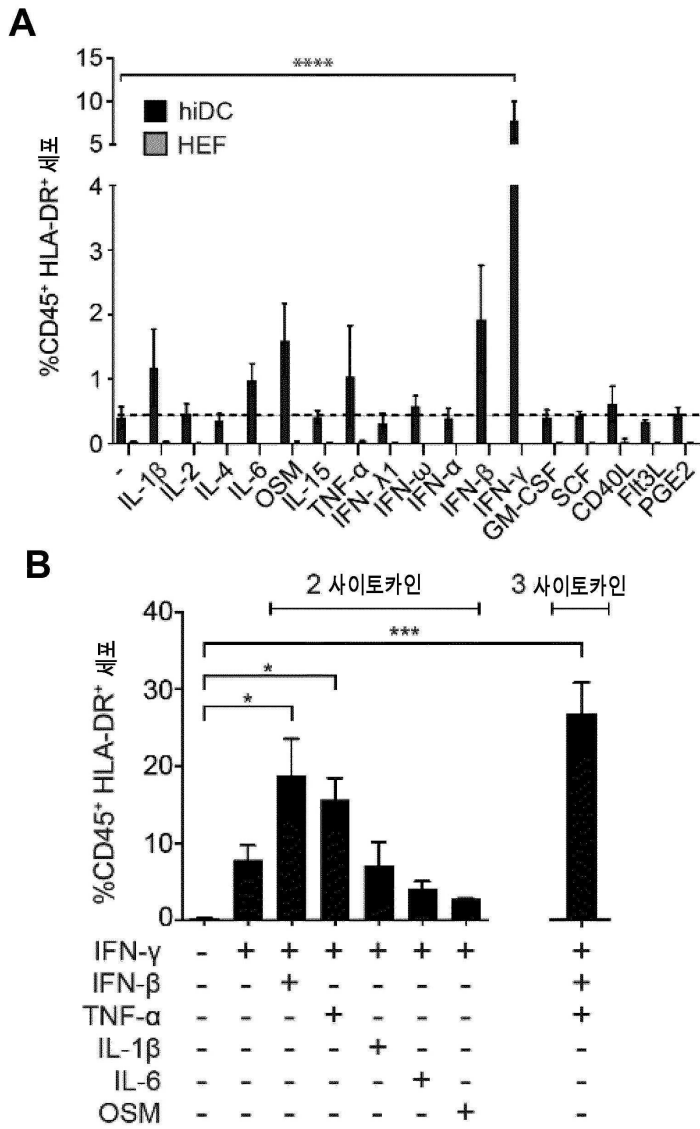 A
%CD45⁺ HLA-DR⁺ 세포
15
10
5
4
3
2
1
0
****
hiDC
HEF
-
IL-1β
IL-2
IL-4
IL-6
OSM
IL-15
TNF-α
IFN-λ1
IFN-ω
IFN-α
IFN-β
IFN-γ
GM-CSF
SCF
CD40L
Flt3L
PGE2
B
2 사이토카인 3 사이토카인
%CD45⁺ HLA-DR⁺ 세포
40
30
20
10
0
***
*
*
IFN-γ - + + + + + + +
IFN-β - - + - - - - +
TNF-α - - - + - - - +
IL-1β - - - - + - - -
IL-6 - - - - - + - -
OSM - - - - - - + -